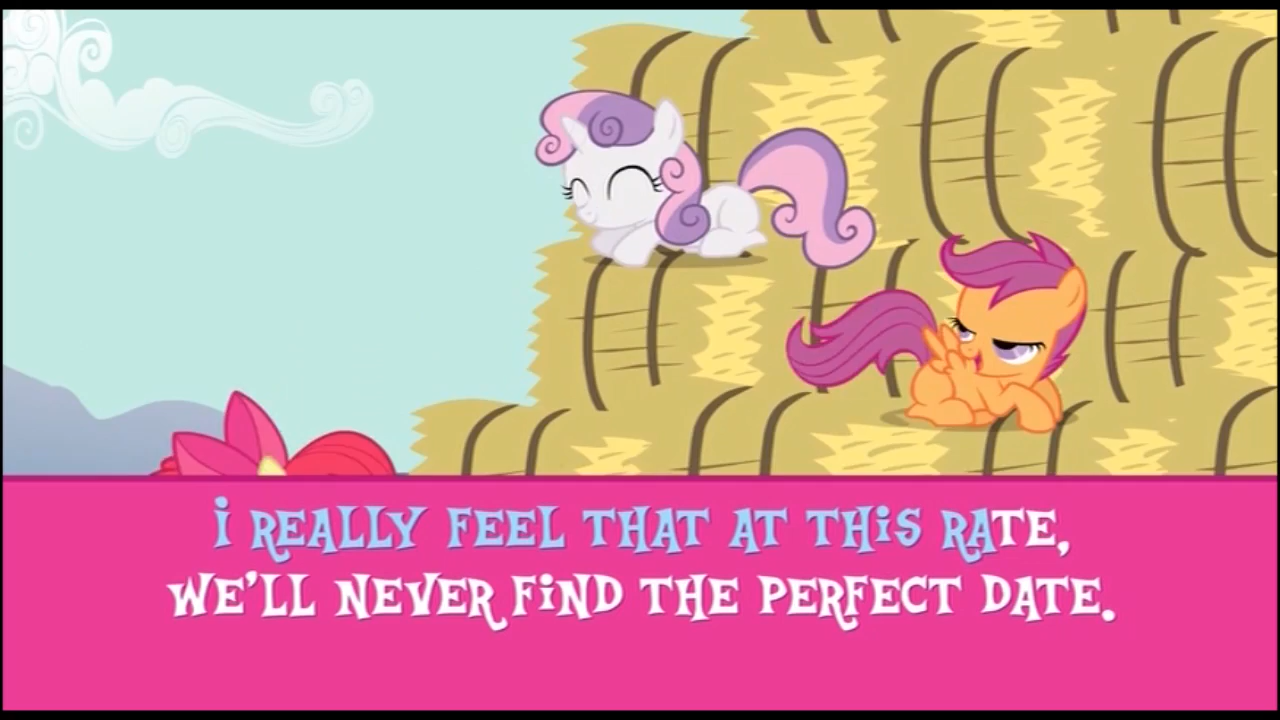 i REALLY FEEL THAT AT THiS RATE,
WE'LL NEVER FiND THE PERFECT DATE.